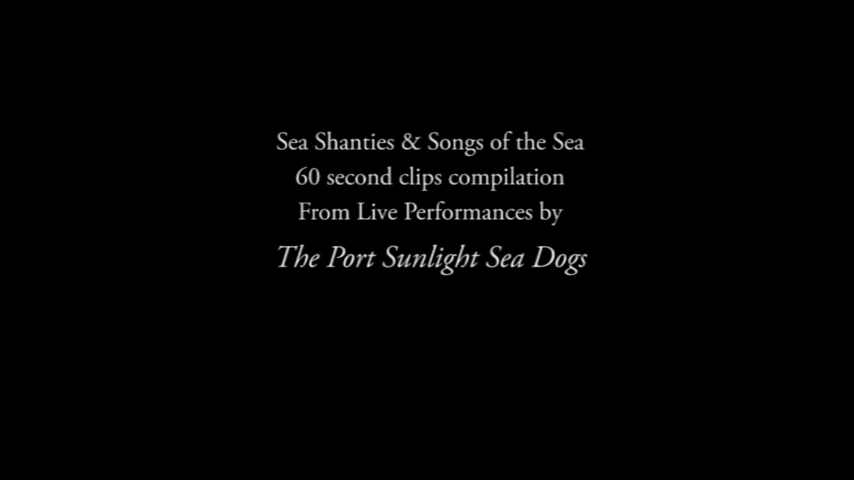 Sea Shanties & Songs of the Sea
60 second clips compilation
From Live Performances by
The Port Sunlight Sea Dogs